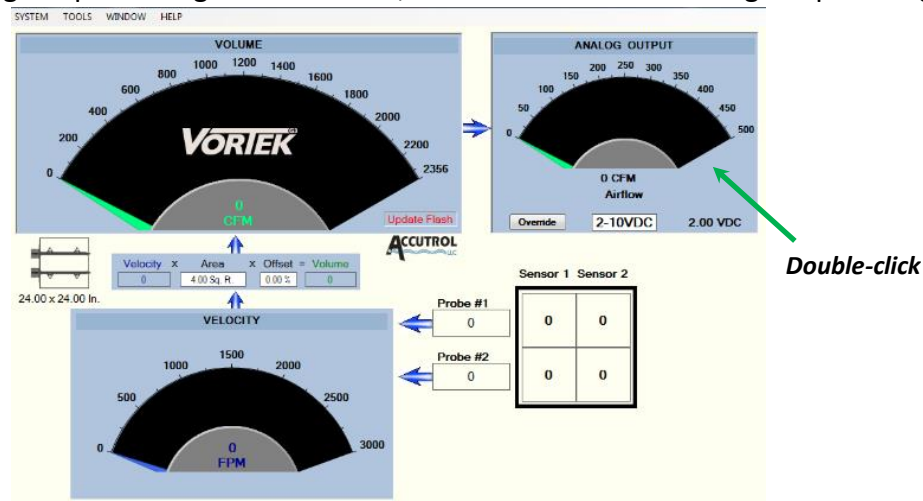 SYSTEM TOOLS WINDOW HELP
VOLUME
0 200 400 600 800 1000 1200 1400 1600 1800 2000 2200 2356
VORTEK
0
CFM
Update Flash
ANALOG OUTPUT
0 50 100 150 200 250 300 350 400 450 500
0 CFM
Airflow
Override 2-10VDC 2.00 VDC
Double-click
ACCUTROL LLC
Velocity x Area x Offset = Volume
0 4.00 Sq. R. 0.00 % 0
24.00 x 24.00 In.
Sensor 1 Sensor 2
Probe #1
0
0 0
Probe #2
0
0 0
VELOCITY
0 500 1000 1500 2000 2500 3000
0
FPM